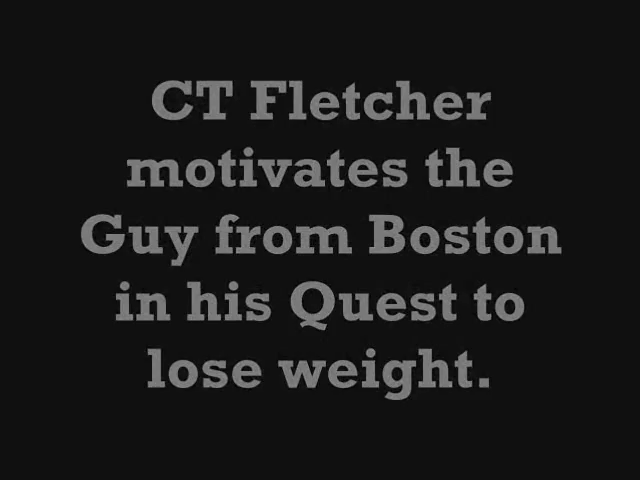 CT Fletcher
motivates the
Guy from Boston
in his Quest to
lose weight.